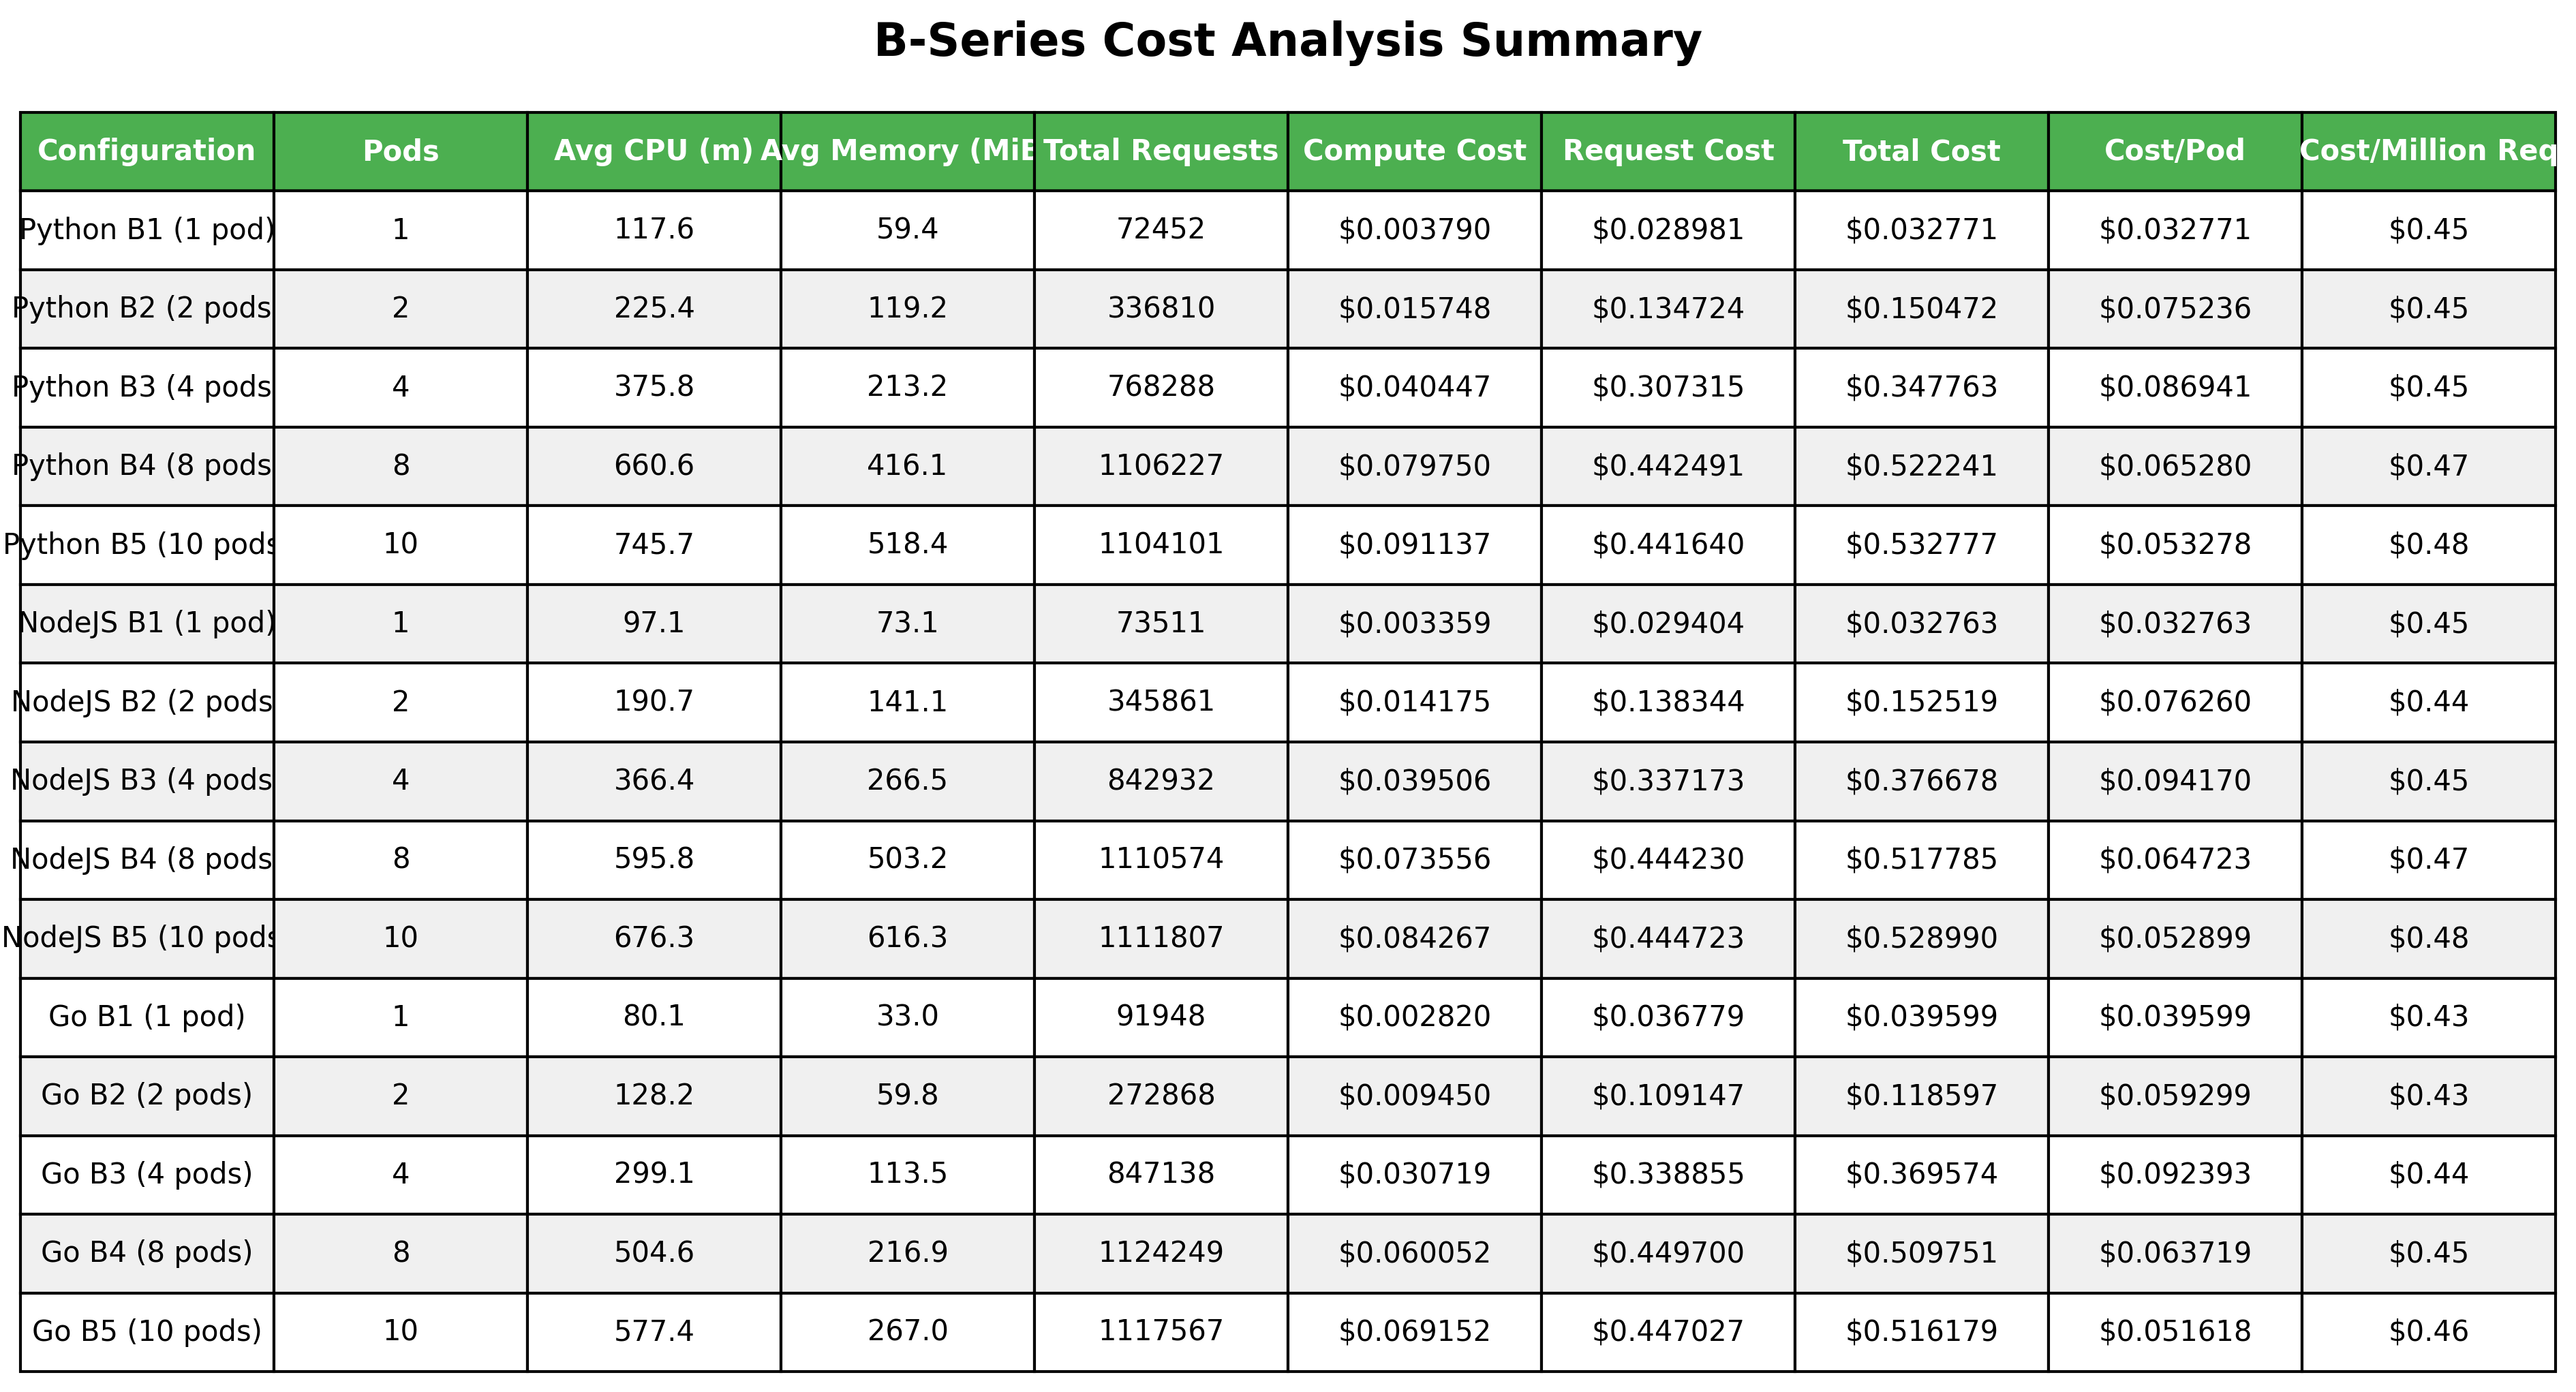 B-Series Cost Analysis Summary
Configuration Pods Avg CPU (m) Avg Memory (MiB Total Requests Compute Cost Request Cost Total Cost Cost/Pod Cost/Million Req
Python B1 (1 pod) 1 117.6 59.4 72452 $0.003790 $0.028981 $0.032771 $0.032771 $0.45
Python B2 (2 pods 2 225.4 119.2 336810 $0.015748 $0.134724 $0.150472 $0.075236 $0.45
Python B3 (4 pods 4 375.8 213.2 768288 $0.040447 $0.307315 $0.347763 $0.086941 $0.45
Python B4 (8 pods 8 660.6 416.1 1106227 $0.079750 $0.442491 $0.522241 $0.065280 $0.47
Python B5 (10 pods 10 745.7 518.4 1104101 $0.091137 $0.441640 $0.532777 $0.053278 $0.48
NodeJS B1 (1 pod) 1 97.1 73.1 73511 $0.003359 $0.029404 $0.032763 $0.032763 $0.45
NodeJS B2 (2 pods 2 190.7 141.1 345861 $0.014175 $0.138344 $0.152519 $0.076260 $0.44
NodeJS B3 (4 pods 4 366.4 266.5 842932 $0.039506 $0.337173 $0.376678 $0.094170 $0.45
NodeJS B4 (8 pods 8 595.8 503.2 1110574 $0.073556 $0.444230 $0.517785 $0.064723 $0.47
NodeJS B5 (10 pods 10 676.3 616.3 1111807 $0.084267 $0.444723 $0.528990 $0.052899 $0.48
Go B1 (1 pod) 1 80.1 33.0 91948 $0.002820 $0.036779 $0.039599 $0.039599 $0.43
Go B2 (2 pods) 2 128.2 59.8 272868 $0.009450 $0.109147 $0.118597 $0.059299 $0.43
Go B3 (4 pods) 4 299.1 113.5 847138 $0.030719 $0.338855 $0.369574 $0.092393 $0.44
Go B4 (8 pods) 8 504.6 216.9 1124249 $0.060052 $0.449700 $0.509751 $0.063719 $0.45
Go B5 (10 pods) 10 577.4 267.0 1117567 $0.069152 $0.447027 $0.516179 $0.051618 $0.46